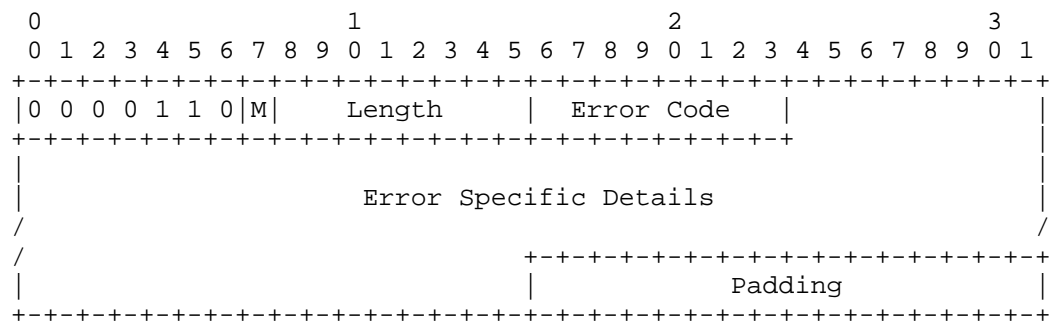 0                   1                   2                   3
 0 1 2 3 4 5 6 7 8 9 0 1 2 3 4 5 6 7 8 9 0 1 2 3 4 5 6 7 8 9 0 1
+-+-+-+-+-+-+-+-+-+-+-+-+-+-+-+-+-+-+-+-+-+-+-+-+-+-+-+-+-+-+-+-+
|0 0 0 0 1 1 0|M|    Length     |  Error Code   |               |
+-+-+-+-+-+-+-+-+-+-+-+-+-+-+-+-+-+-+-+-+-+-+-+-+               |
|                                                               |
|                     Error Specific Details                    |
/                                                               /
/                               +-+-+-+-+-+-+-+-+-+-+-+-+-+-+-+-+
|                               |            Padding            |
+-+-+-+-+-+-+-+-+-+-+-+-+-+-+-+-+-+-+-+-+-+-+-+-+-+-+-+-+-+-+-+-+